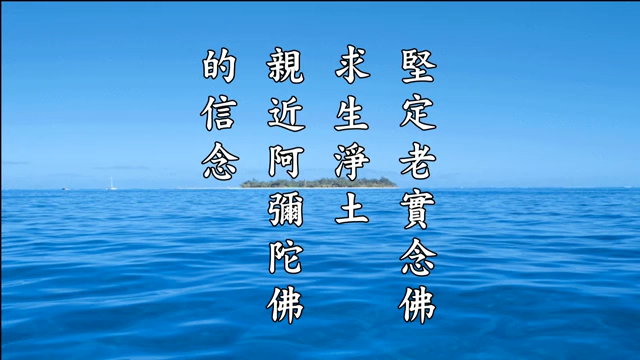 堅定老實念佛
求生淨土
親近阿彌陀佛
的信念